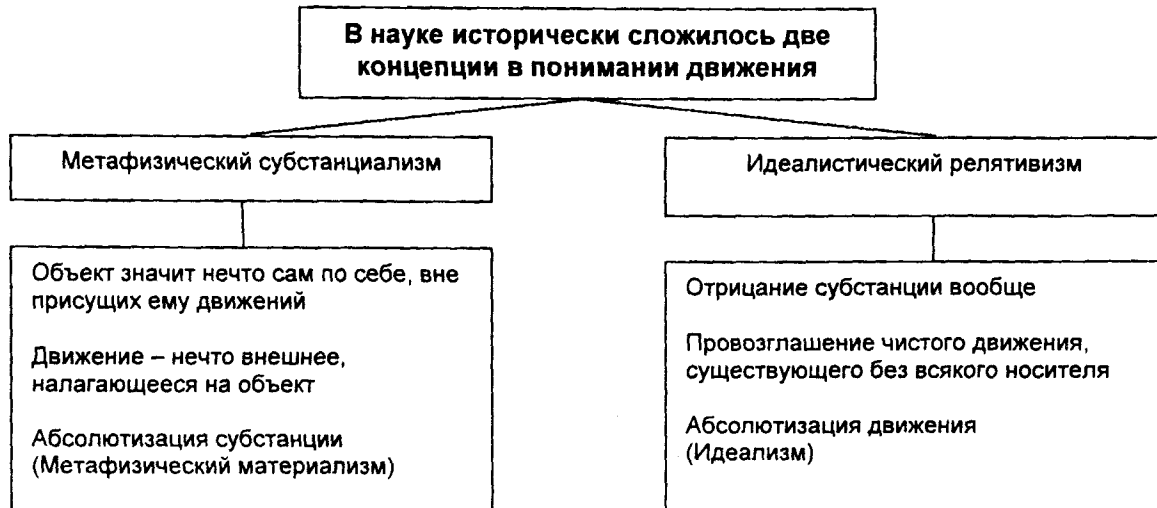 В науке исторически сложилось две
концепции в понимании движения
Метафизический субстанциализм
Идеалистический релятивизм
Объект значит нечто сам по себе, вне
присущих ему движений
Движение – нечто внешнее,
налагающееся на объект
Абсолютизация субстанции
(Метафизический материализм)
Отрицание субстанции вообще
Провозглашение чистого движения,
существующего без всякого носителя
Абсолютизация движения
(Идеализм)